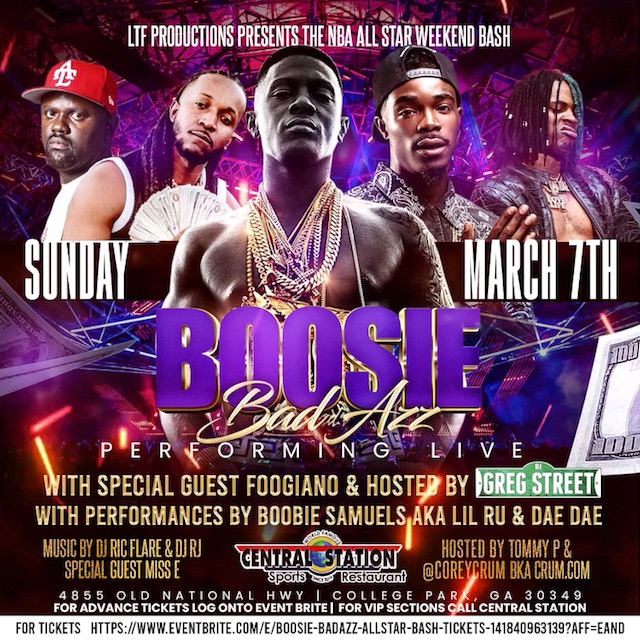 LTF PRODUCTIONS PRESENTS THE NBA ALL STAR WEEKEND BASH
SUNDAY MARCH 7TH
BOOSIE
Bad Azz
PERFORMING LIVE
WITH SPECIAL GUEST FOOGIANO & HOSTED BY DJ GREG STREET
WITH PERFORMANCES BY BOOBIE SAMUELS AKA LIL RU & DAE DAE
MUSIC BY DJ RIC FLARE & DJ RJ
SPECIAL GUEST MISS E
WORLD FAMOUS
CENTRAL STATION
Sports Restaurant
HOSTED BY TOMMY P &
@COREYCRUM BKA CRUM.COM
4855 OLD NATIONAL HWY | COLLEGE PARK, GA 30349
FOR ADVANCE TICKETS LOG ONTO EVENT BRITE | FOR VIP SECTIONS CALL CENTRAL STATION
FOR TICKETS HTTPS://WWW.EVENTBRITE.COM/E/BOOSIE-BADAZZ-ALLSTAR-BASH-TICKETS-141840963139?AFF=EAND